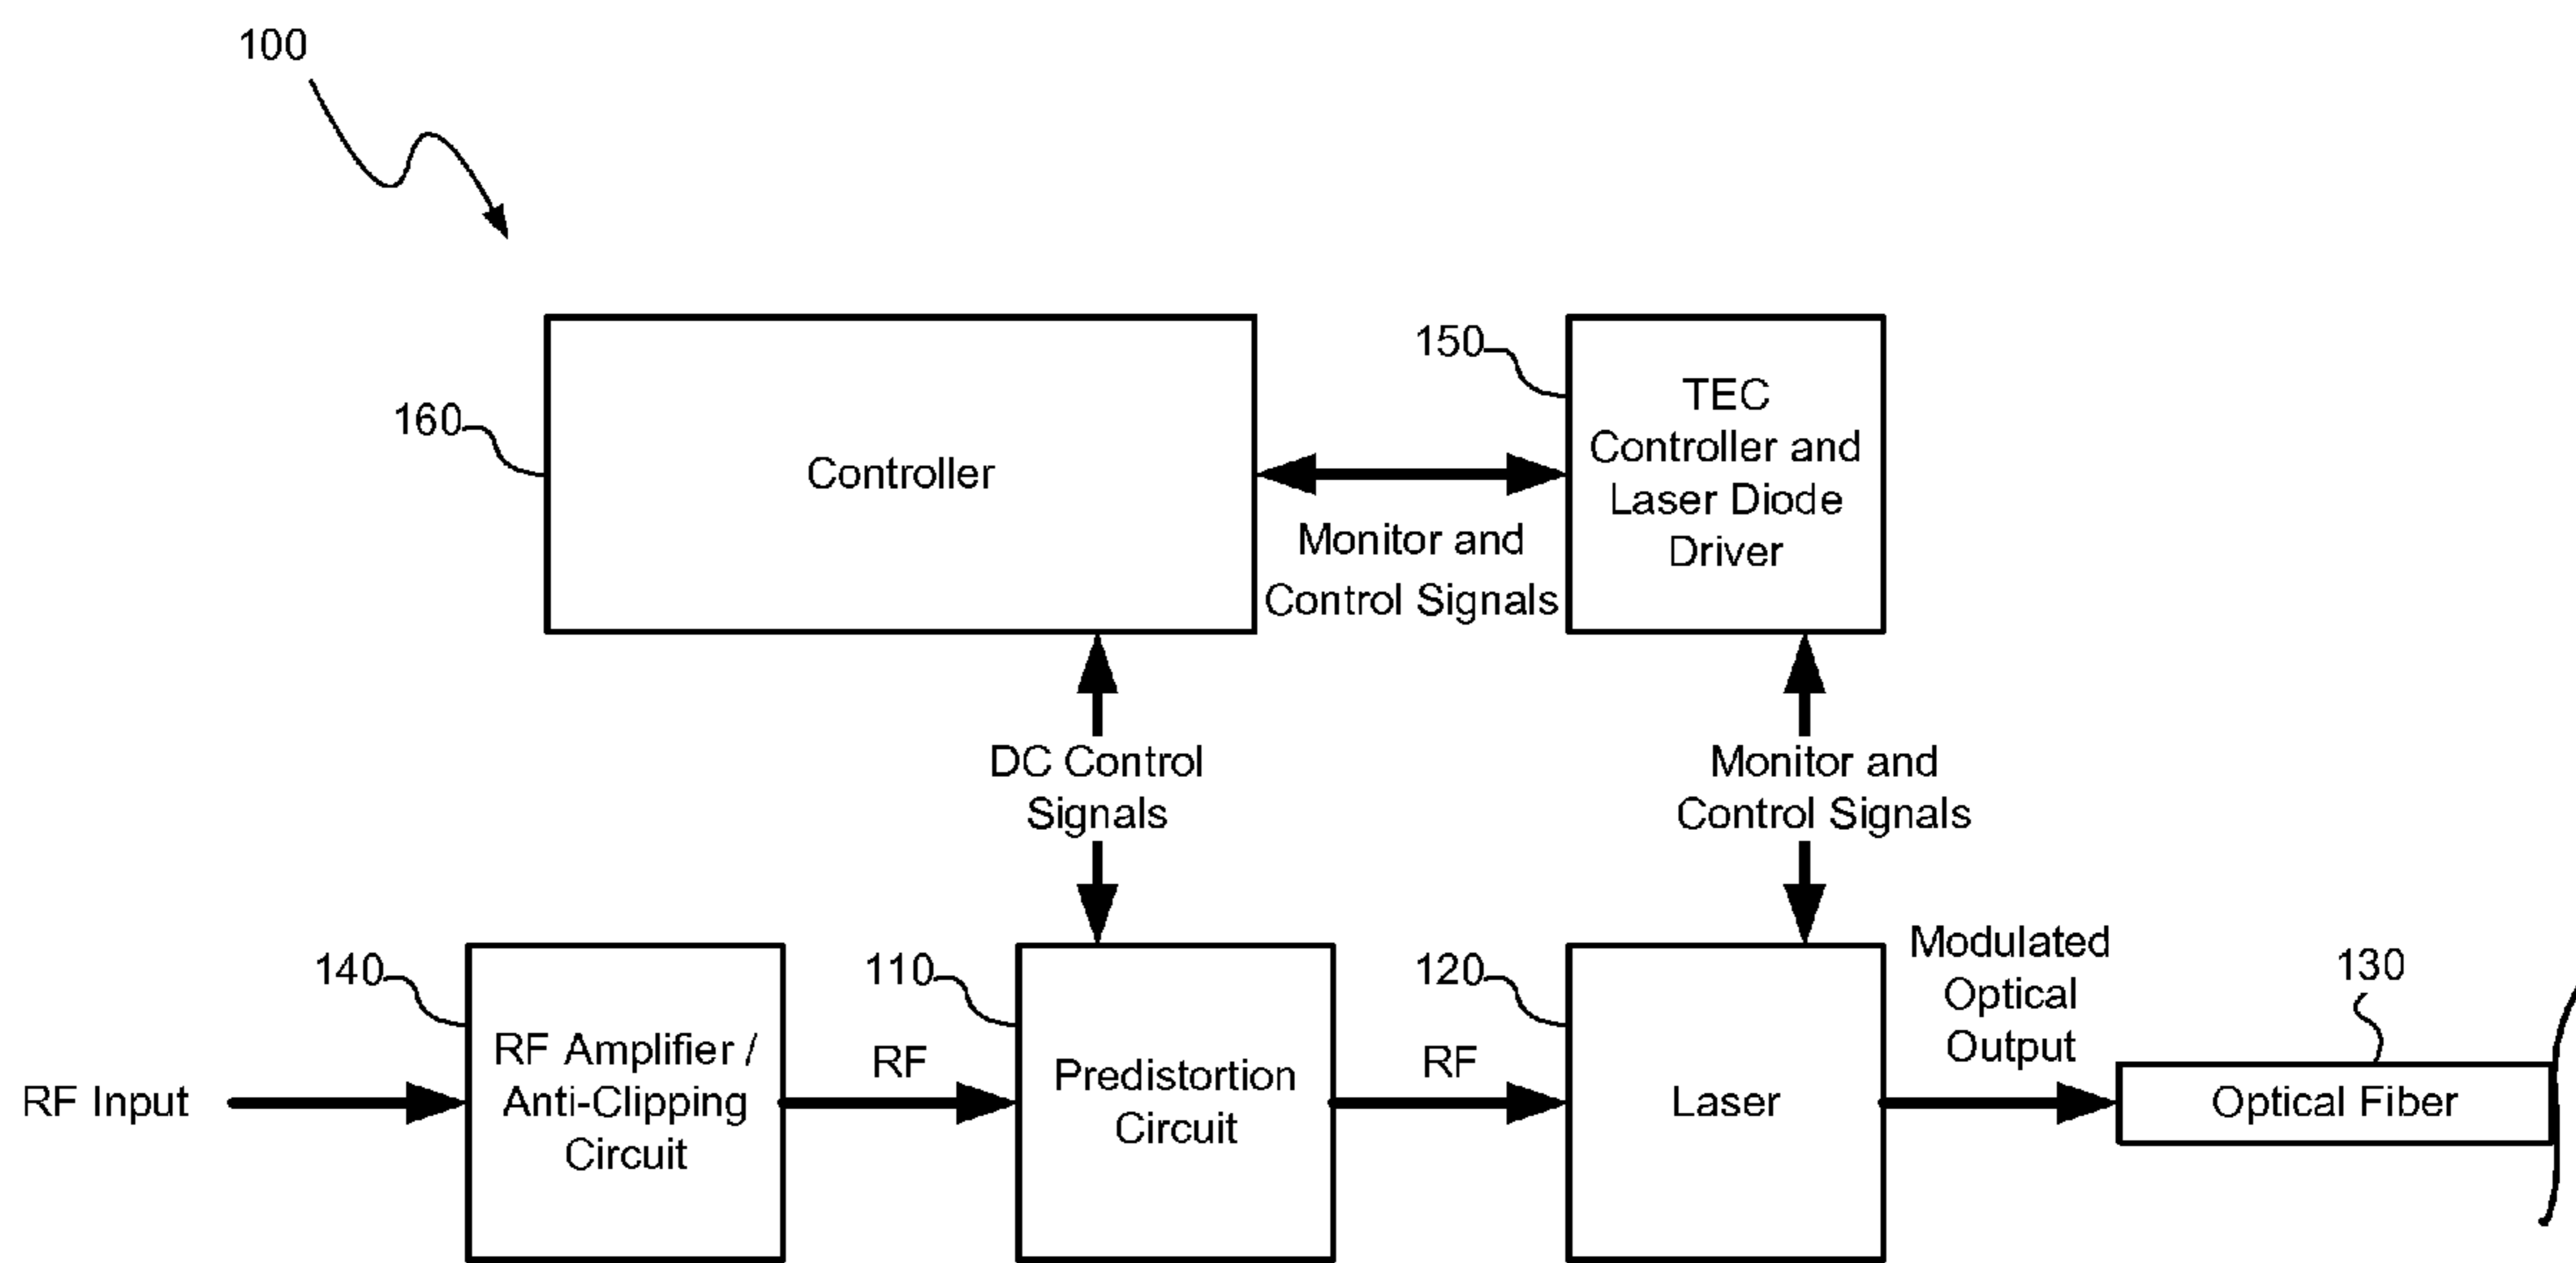 100
160
Controller
150
TEC
Controller and
Laser Diode
Driver
Monitor and
Control Signals
DC Control
Signals
Monitor and
Control Signals
RF Input
140
RF Amplifier /
Anti-Clipping
Circuit
RF
110
Predistortion
Circuit
RF
120
Laser
Modulated
Optical
Output
130
Optical Fiber